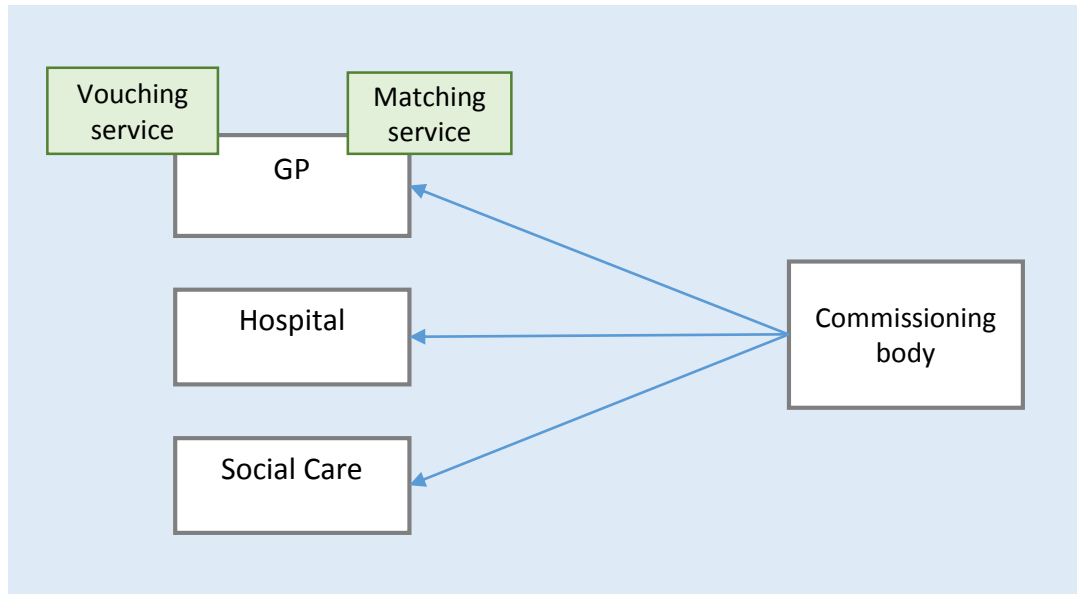 Vouching
service
Matching
service
GP
Hospital
Social Care
Commissioning
body